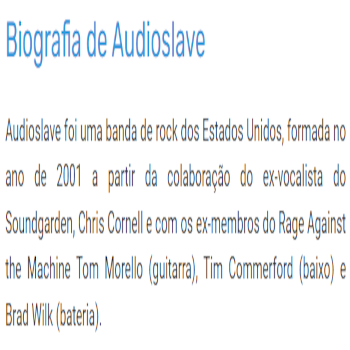 Biografia de Audioslave
Audioslave foi uma banda de rock dos Estados Unidos, formada no
ano de 2001 a partir da colaboração do ex-vocalista do
Soundgarden, Chris Cornell e com os ex-membros do Rage Against
the Machine Tom Morello (guitarra), Tim Commerford (baixo) e
Brad Wilk (bateria).